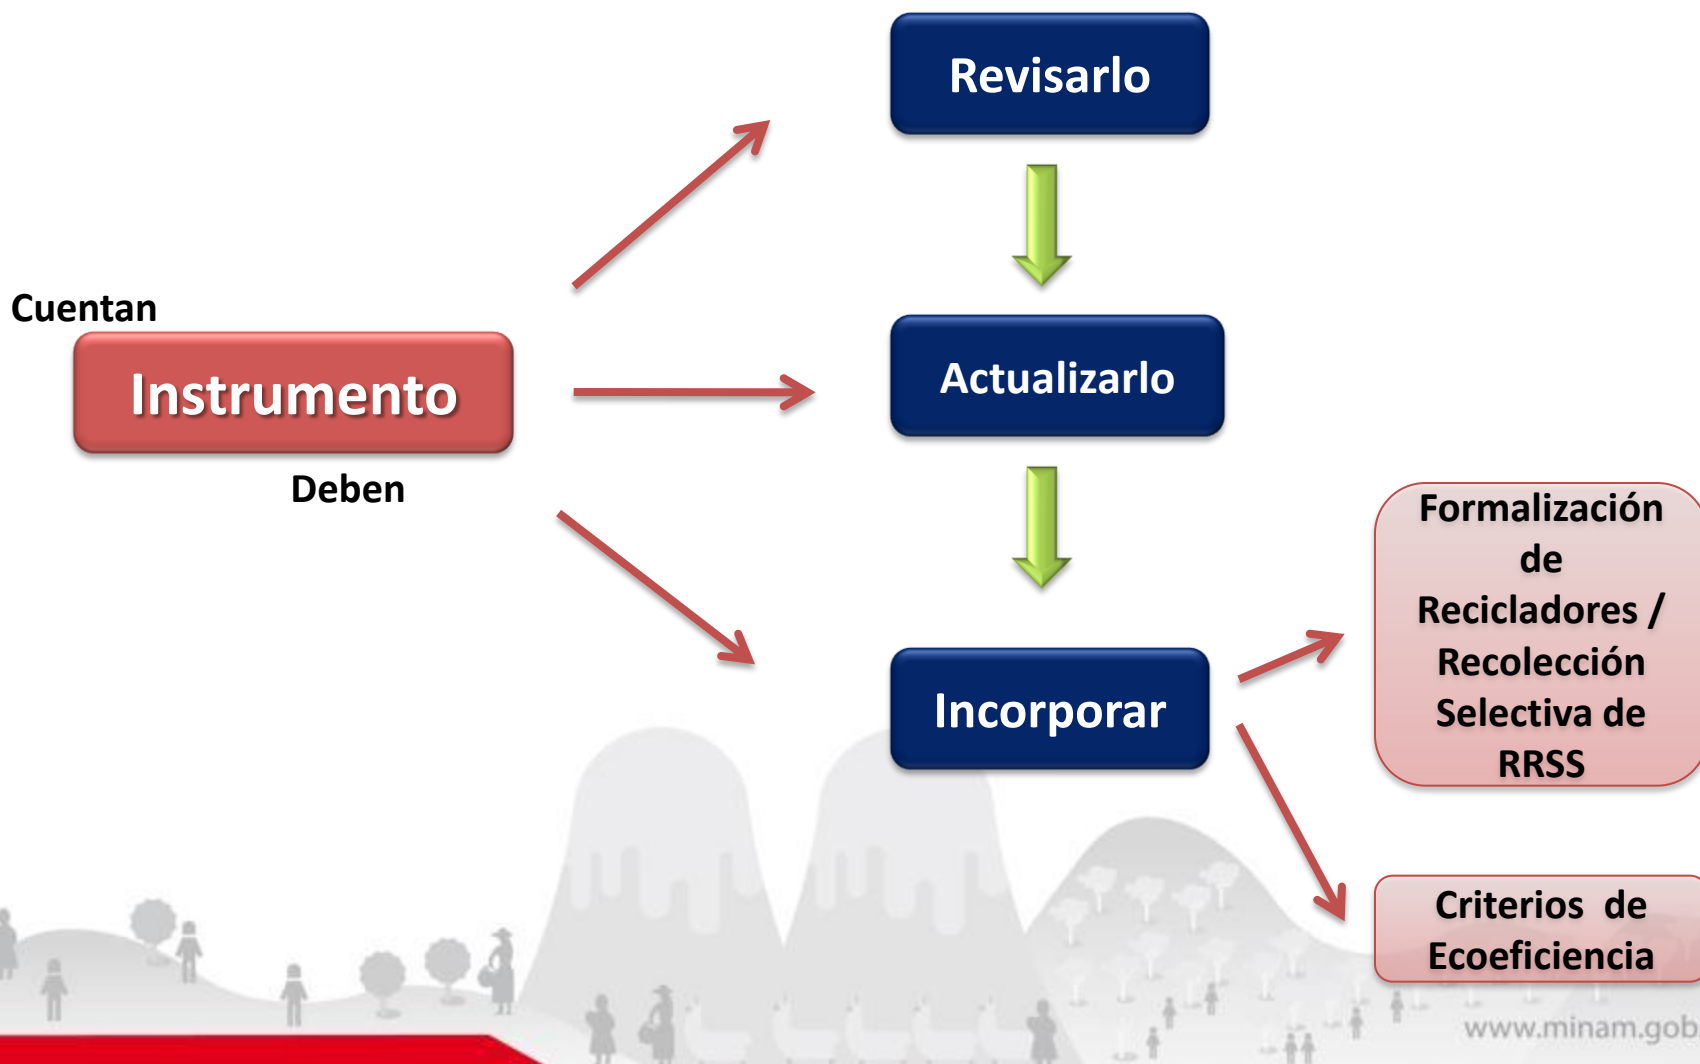 Revisarlo
Cuentan
Instrumento
Deben
Actualizarlo
Incorporar
Formalización
de
Recicladores /
Recolección
Selectiva de
RRSS
Criterios de
Ecoeficiencia
www.minam.gob.